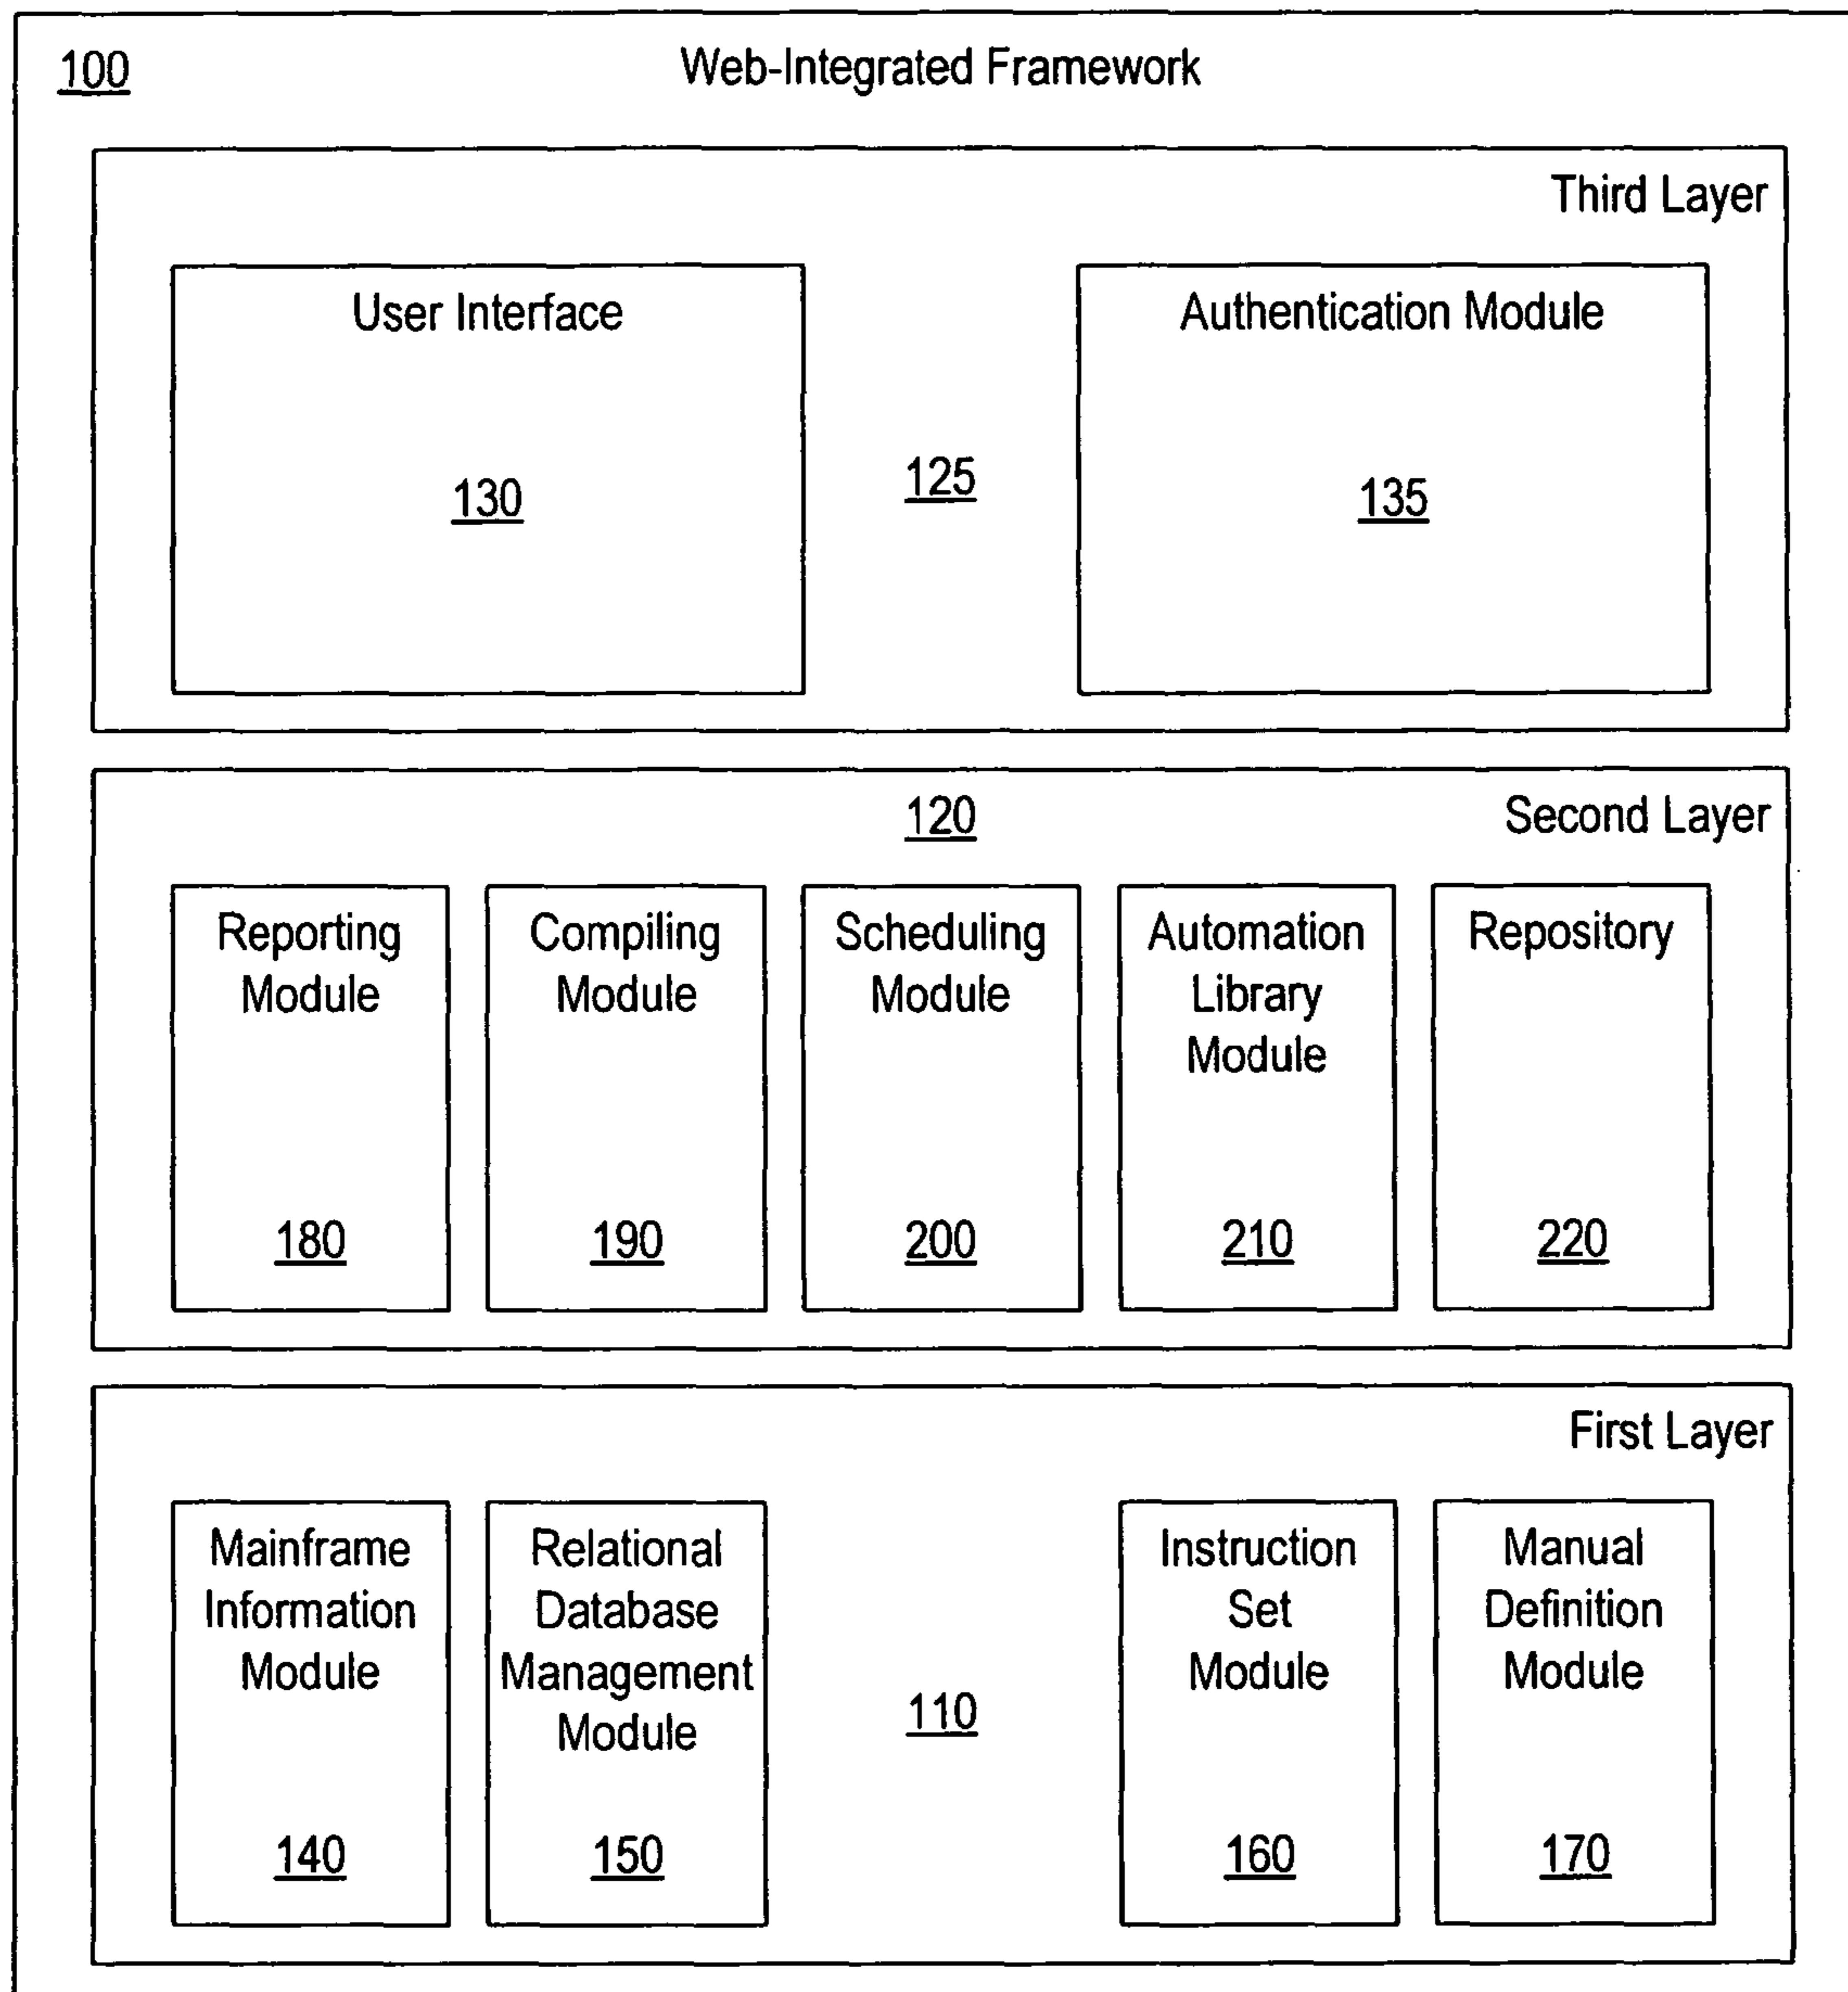 100
Web-Integrated Framework
Third Layer
User Interface
130
125
Authentication Module
135
120
Second Layer
Reporting
Module
180
Compiling
Module
190
Scheduling
Module
200
Automation
Library
Module
210
Repository
220
First Layer
Mainframe
Information
Module
140
Relational
Database
Management
Module
150
110
Instruction
Set
Module
160
Manual
Definition
Module
170